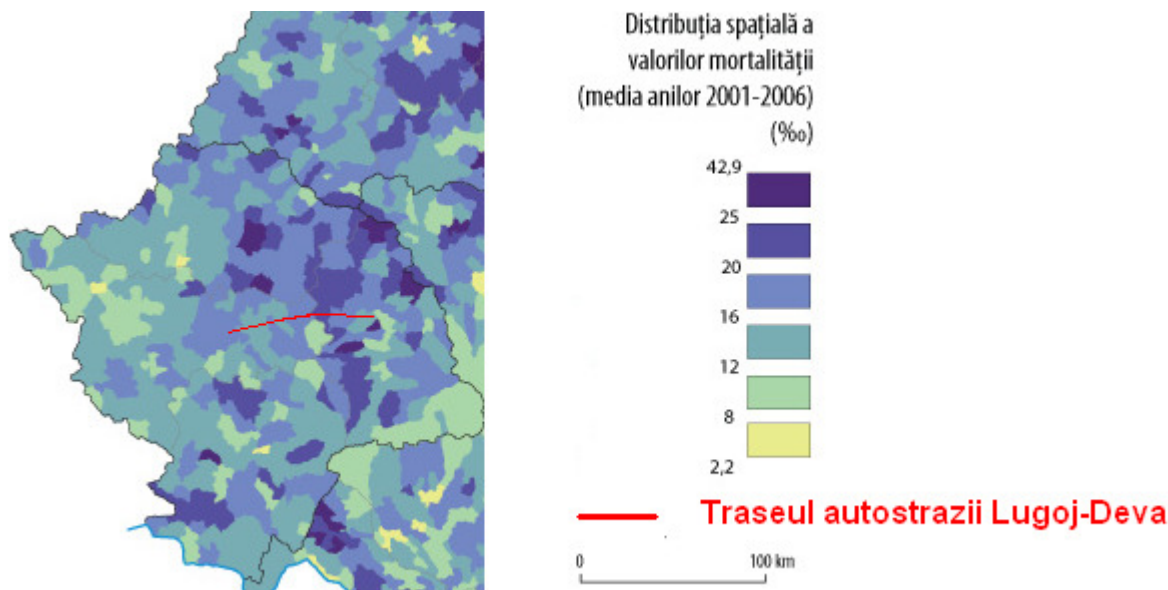 Distribuția spațială a
valorilor mortalității
(media anilor 2001-2006)
(‰)
42,9
25
20
16
12
8
2,2
Traseul autostrazii Lugoj-Deva
0 100 km